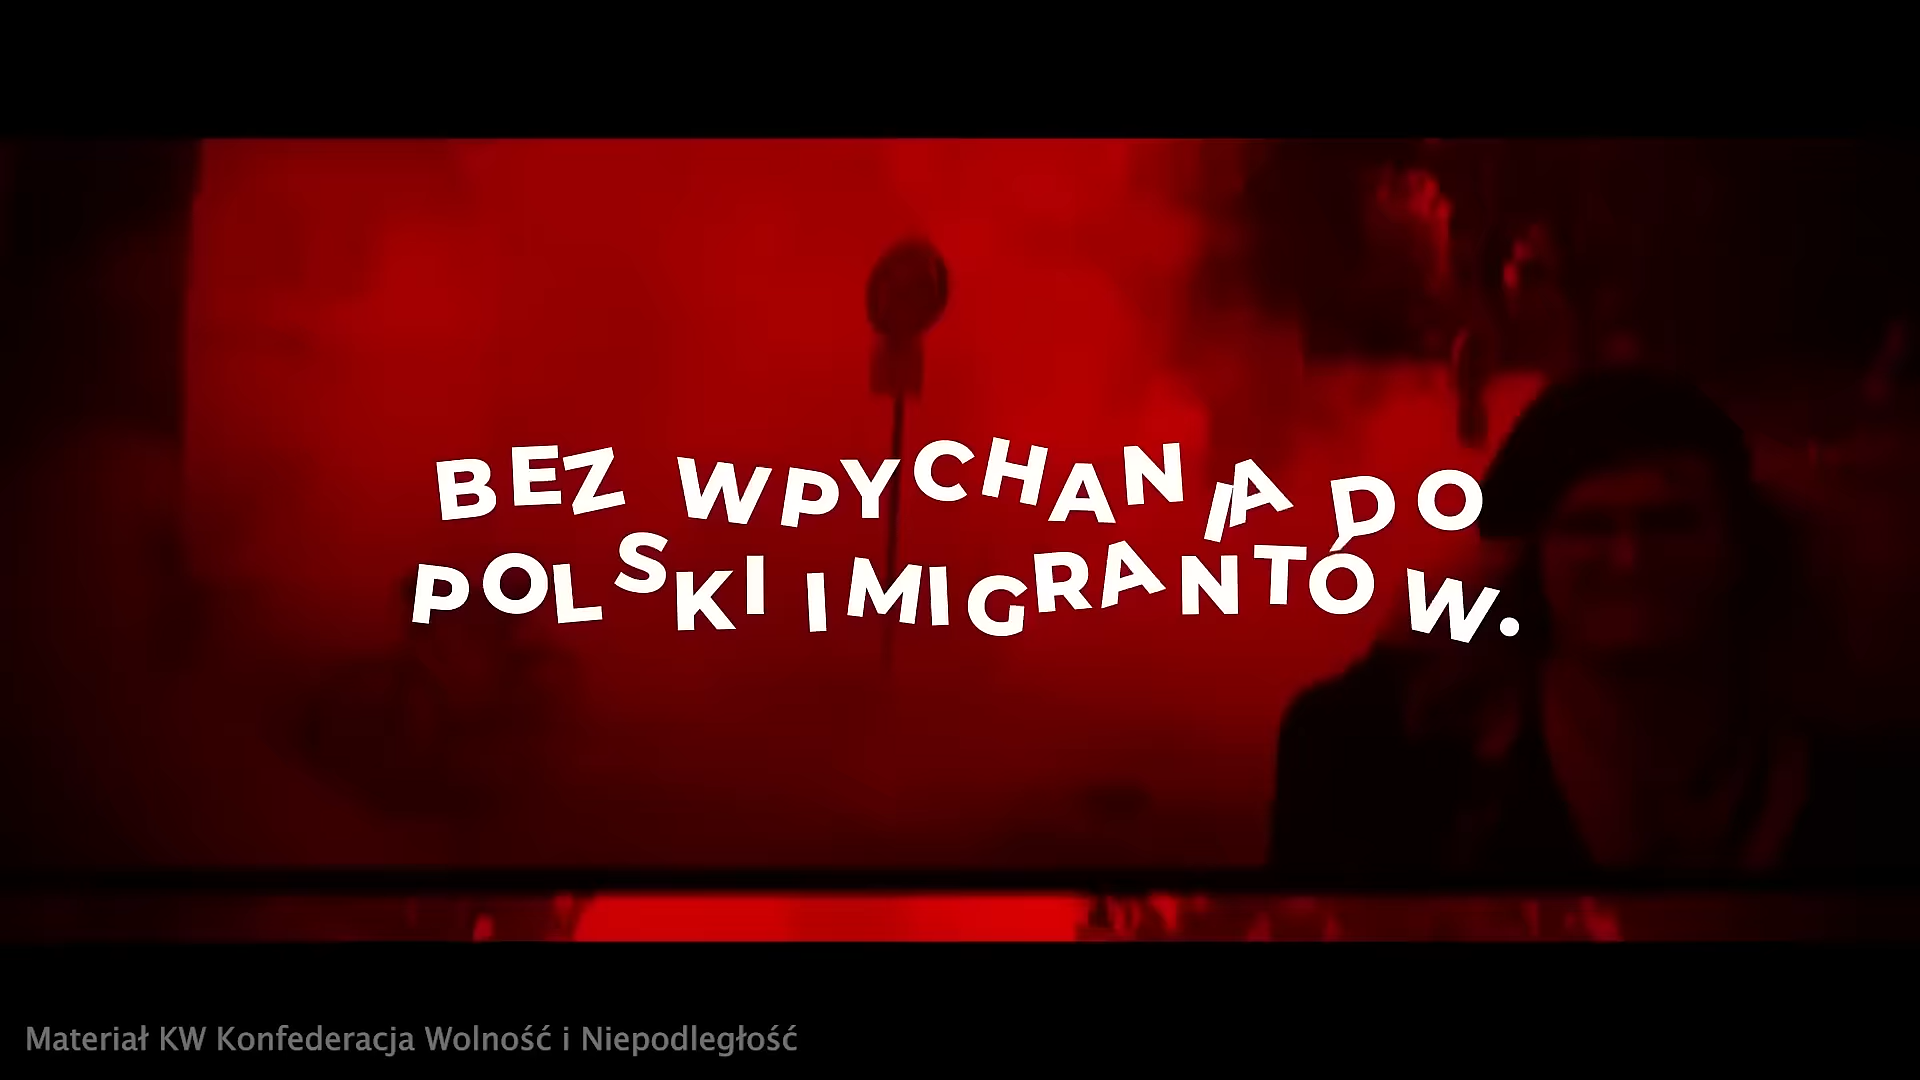 BEZ WPYCHANIA DO
POLSKI IMIGRANTÓW.
Materiał KW Konfederacja Wolność i Niepodległość